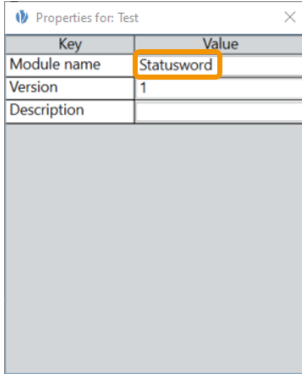 Properties for: Test
Key Value
Module name Statusword
Version 1
Description